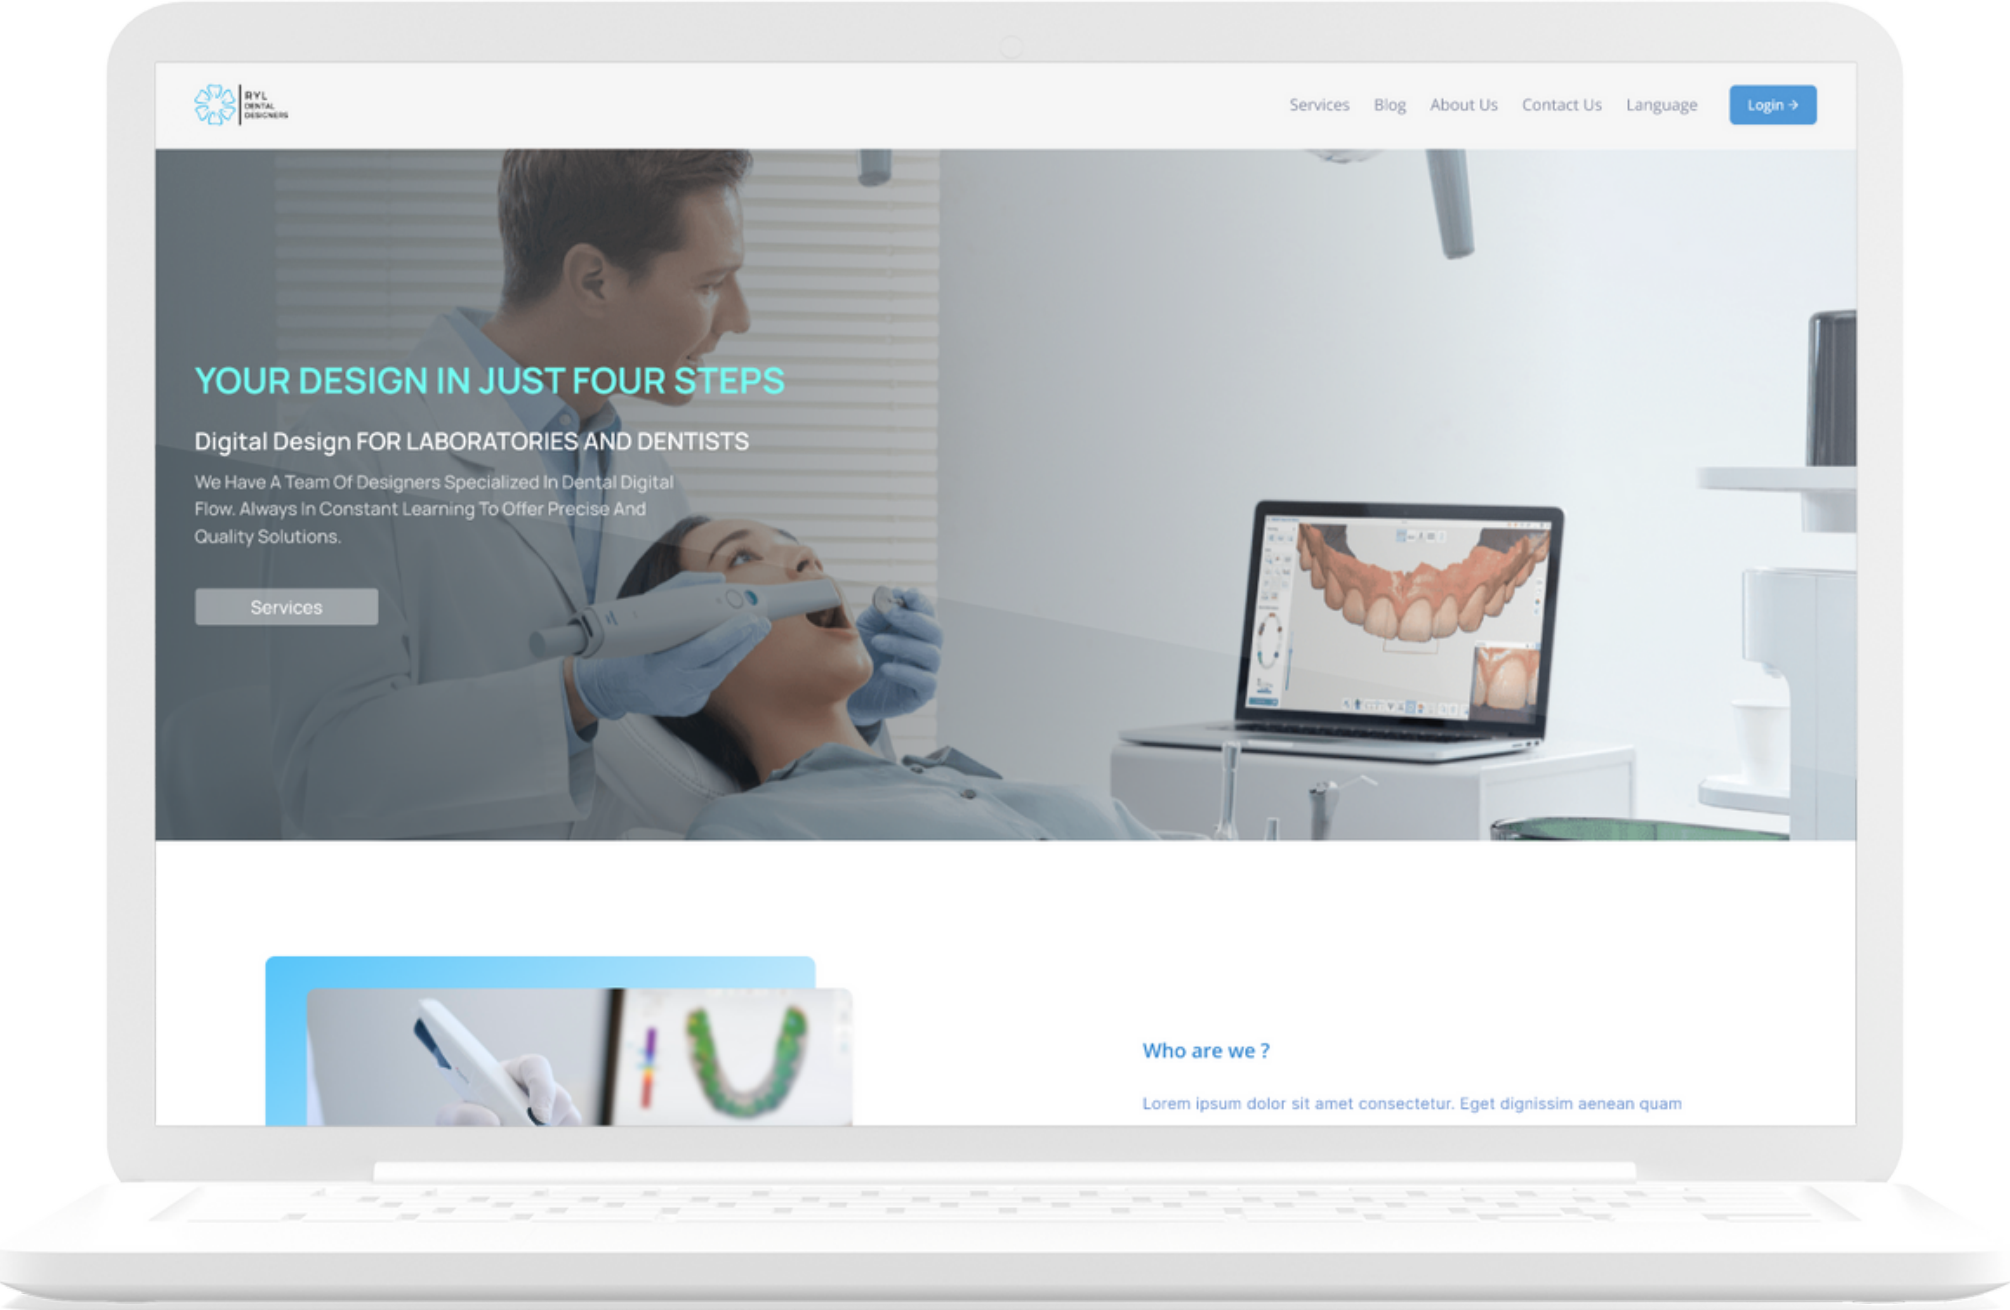 RYL
DENTAL
DESIGNERS
Services Blog About Us Contact Us Language Login →
YOUR DESIGN IN JUST FOUR STEPS
Digital Design FOR LABORATORIES AND DENTISTS
We Have A Team Of Designers Specialized In Dental Digital
Flow. Always In Constant Learning To Offer Precise And
Quality Solutions.
Services
Who are we ?
Lorem ipsum dolor sit amet consectetur. Eget dignissim aenean quam